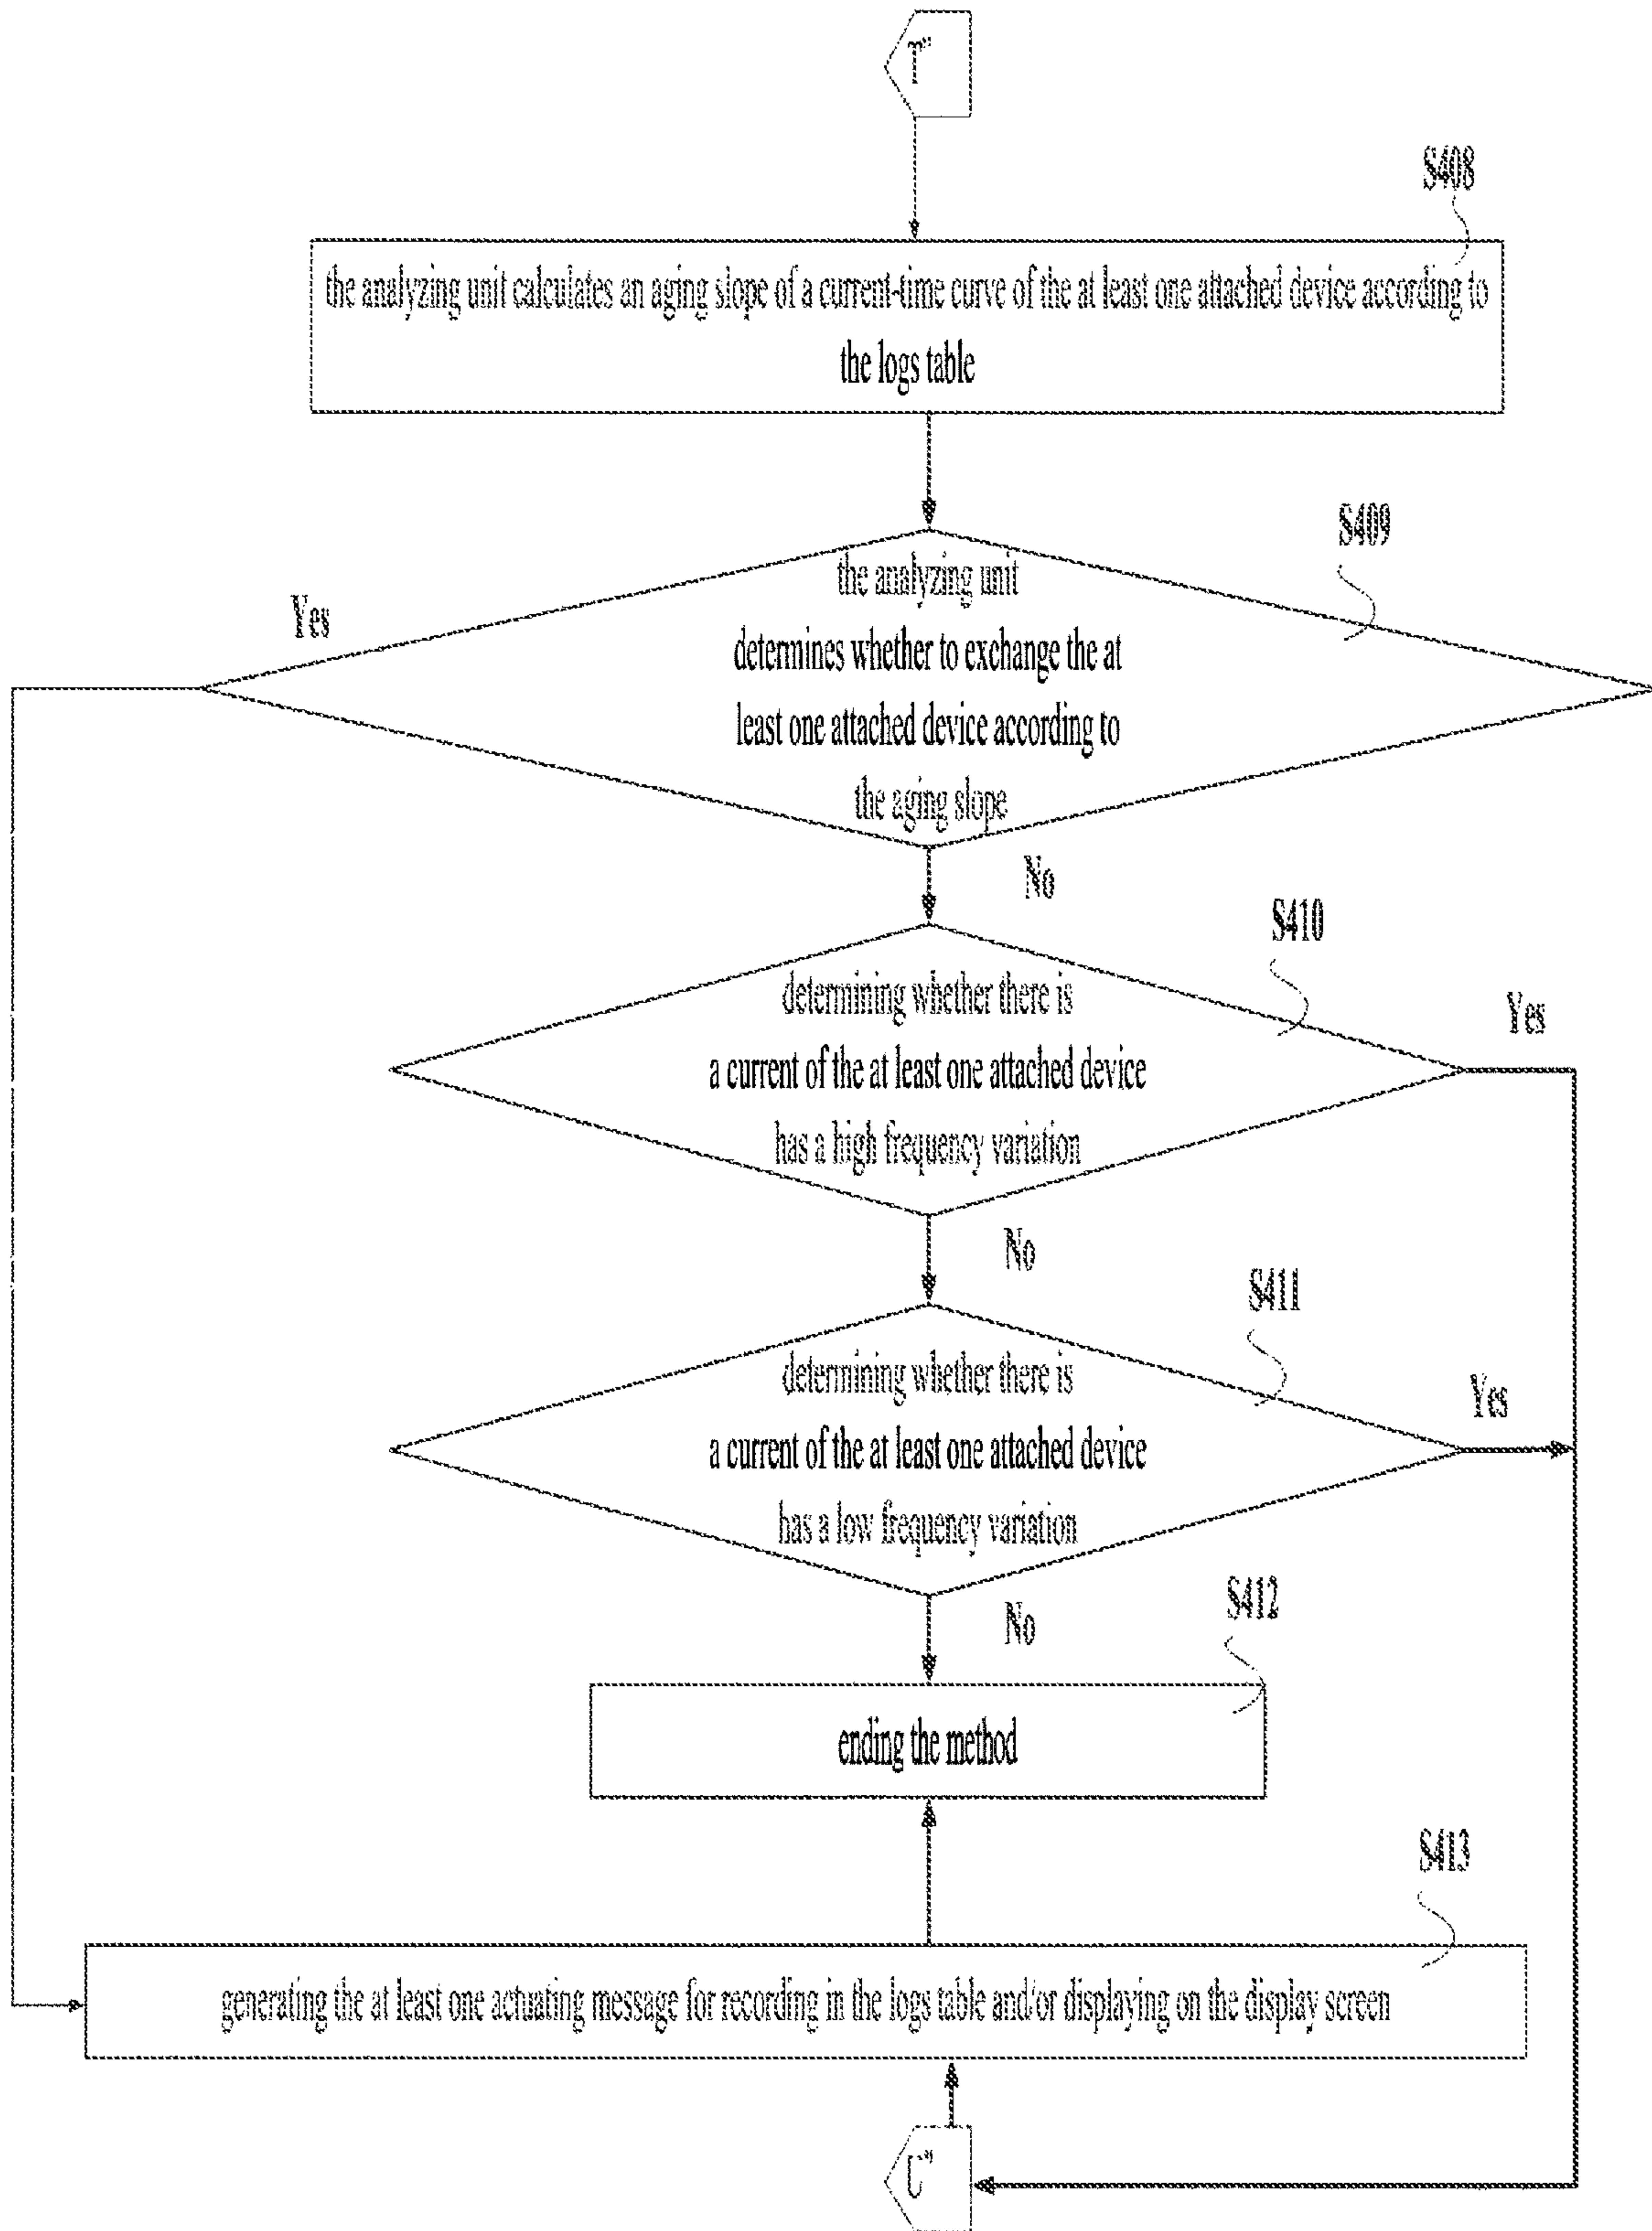 T"
S408
the analyzing unit calculates an aging slope of a current-time curve of the at least one attached device according to
the logs table
S409
Yes
the analyzing unit
determines whether to exchange the at
least one attached device according to
the aging slope
No
S410
determining whether there is
a current of the at least one attached device
has a high frequency variation
Yes
No
S411
determining whether there is
a current of the at least one attached device
has a low frequency variation
Yes
No
S412
ending the method
S413
generating the at least one actuating message for recording in the logs table and/or displaying on the display screen
C"